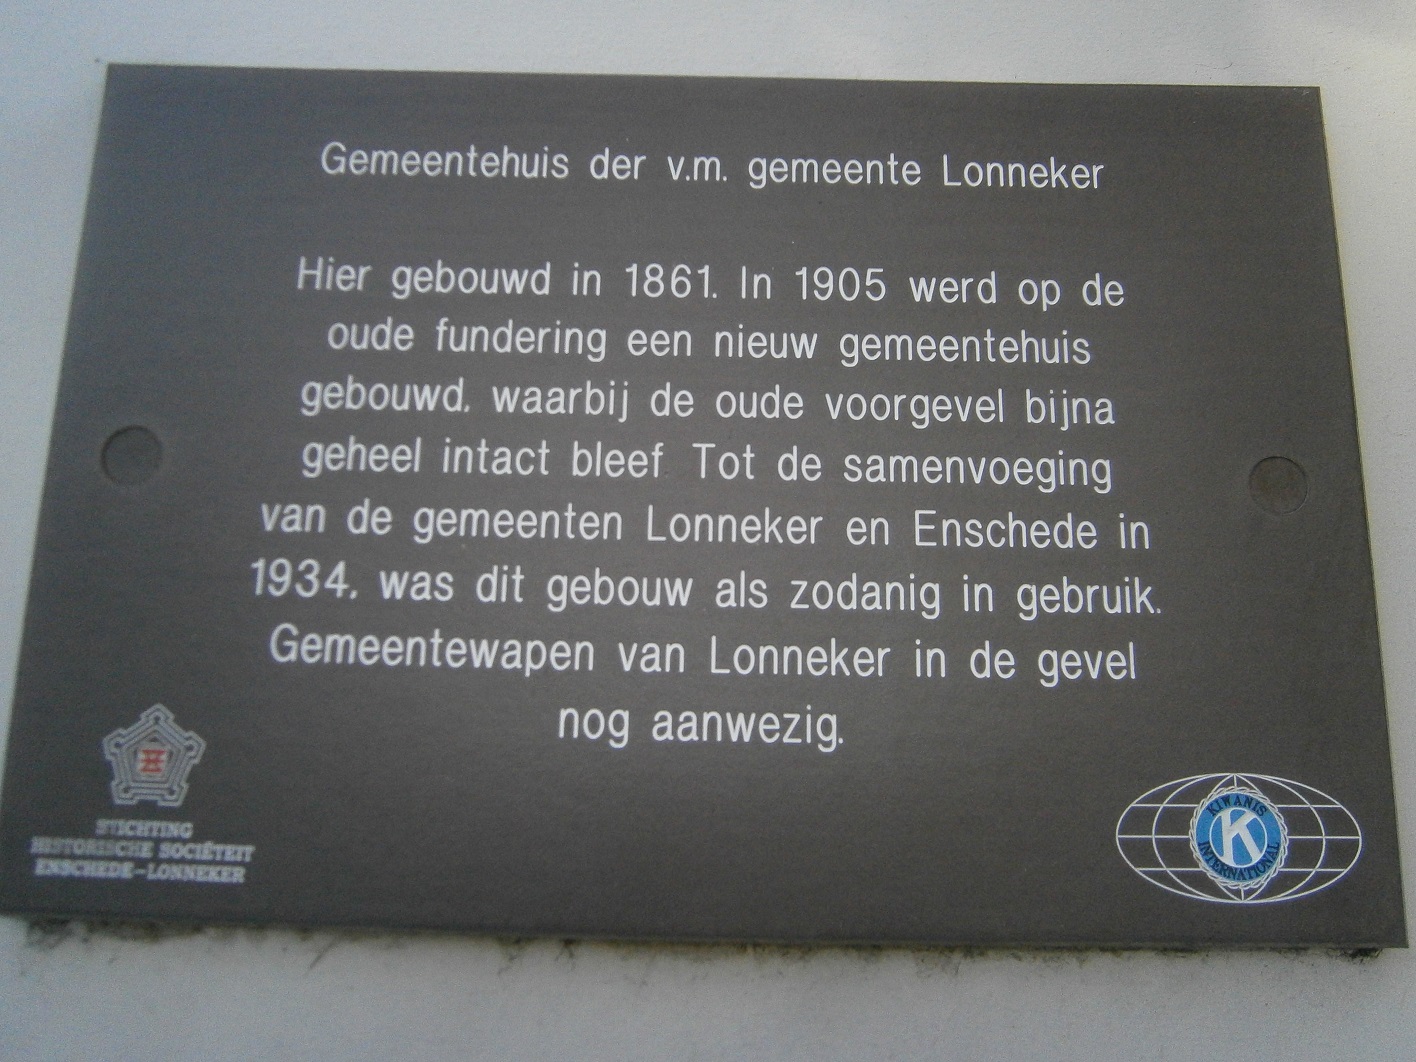 Gemeentehuis der v.m. gemeente Lonneker
Hier gebouwd in 1861. In 1905 werd op de
oude fundering een nieuw gemeentehuis
gebouwd, waarbij de oude voorgevel bijna
geheel intact bleef. Tot de samenvoeging
van de gemeenten Lonneker en Enschede in
1934, was dit gebouw als zodanig in gebruik.
Gemeentewapen van Lonneker in de gevel
nog aanwezig.
STICHTING
HISTORISCHE SOCIËTEIT
ENSCHEDE-LONNEKER
KIWANIS
K
INTERNATIONAL